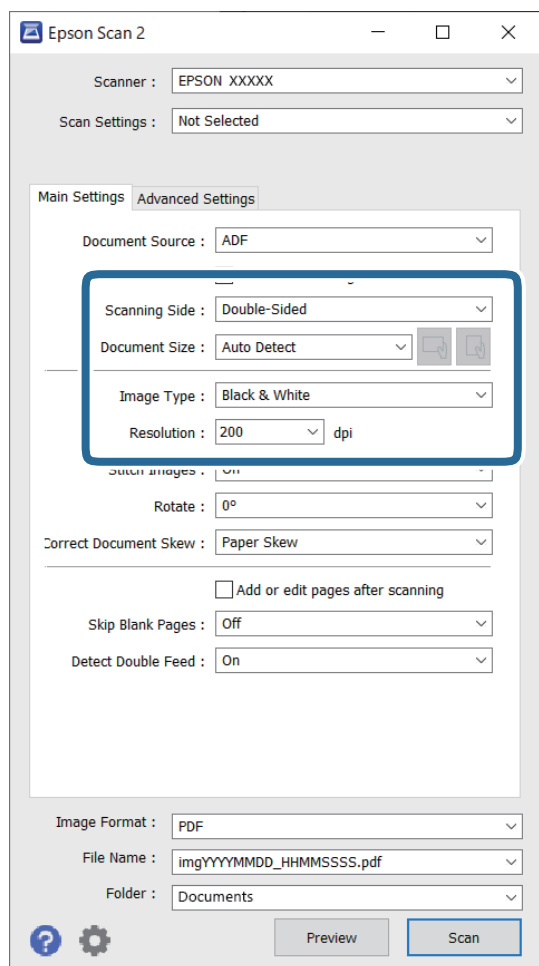 Epson Scan 2
Scanner : EPSON XXXXX
Scan Settings : Not Selected
Main Settings Advanced Settings
Document Source : ADF
Scanning Side : Double-Sided
Document Size : Auto Detect
Image Type : Black & White
Resolution : 200 dpi
Stitch Images : Off
Rotate : 0°
Correct Document Skew : Paper Skew
Add or edit pages after scanning
Skip Blank Pages : Off
Detect Double Feed : On
Image Format : PDF
File Name : imgYYYYMMDD_HHMMSSSS.pdf
Folder : Documents
? Preview Scan